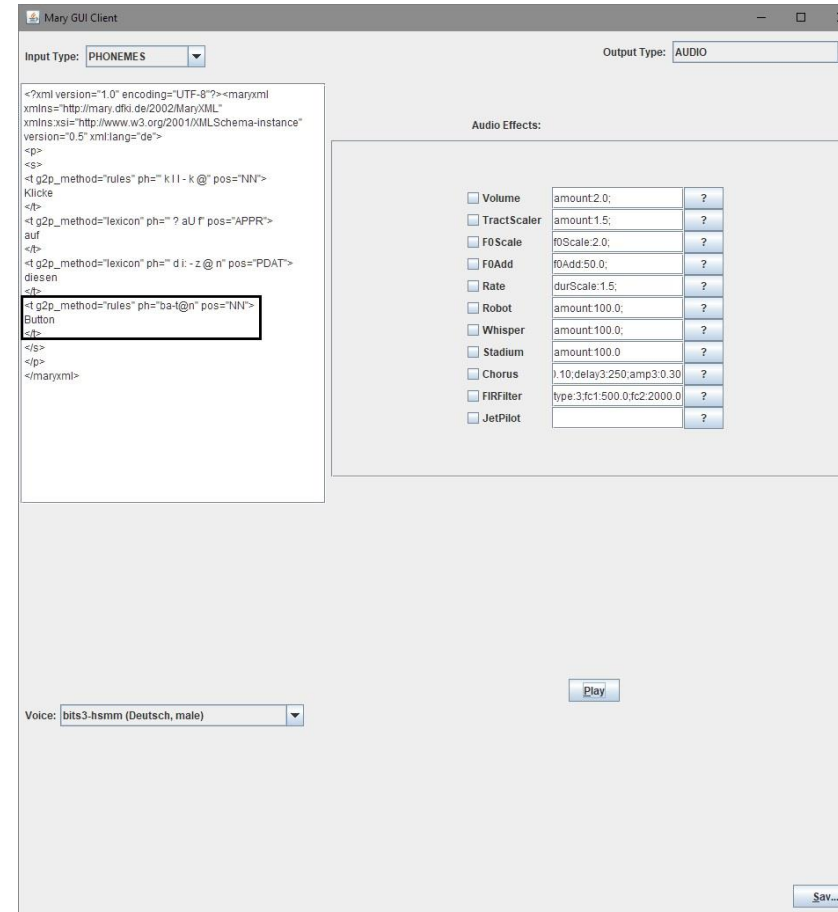 Mary GUI Client
Input Type: PHONEMES
Output Type: AUDIO
<?xml version="1.0" encoding="UTF-8"?><maryxml
xmlns="http://mary.dfki.de/2002/MaryXML"
xmlns:xsi="http://www.w3.org/2001/XMLSchema-instance"
version="0.5" xml:lang="de">
<p>
<s>
<t g2p_method="rules" ph="' k l I - k @" pos="NN">
Klicke
</t>
<t g2p_method="lexicon" ph="' ? aU f" pos="APPR">
auf
</t>
<t g2p_method="lexicon" ph="' d i: - z @ n" pos="PDAT">
diesen
</t>
<t g2p_method="rules" ph="ba-t@n" pos="NN">
Button
</t>
</s>
</p>
</maryxml>
Audio Effects:
Volume amount:2.0; ?
TractScaler amount:1.5; ?
F0Scale f0Scale:2.0; ?
F0Add f0Add:50.0; ?
Rate durScale:1.5; ?
Robot amount:100.0; ?
Whisper amount:100.0; ?
Stadium amount:100.0 ?
Chorus ).10;delay3:250;amp3:0.30 ?
FIRFilter type:3;fc1:500.0;fc2:2000.0 ?
JetPilot ?
Play
Voice: bits3-hsmm (Deutsch, male)
Sav...